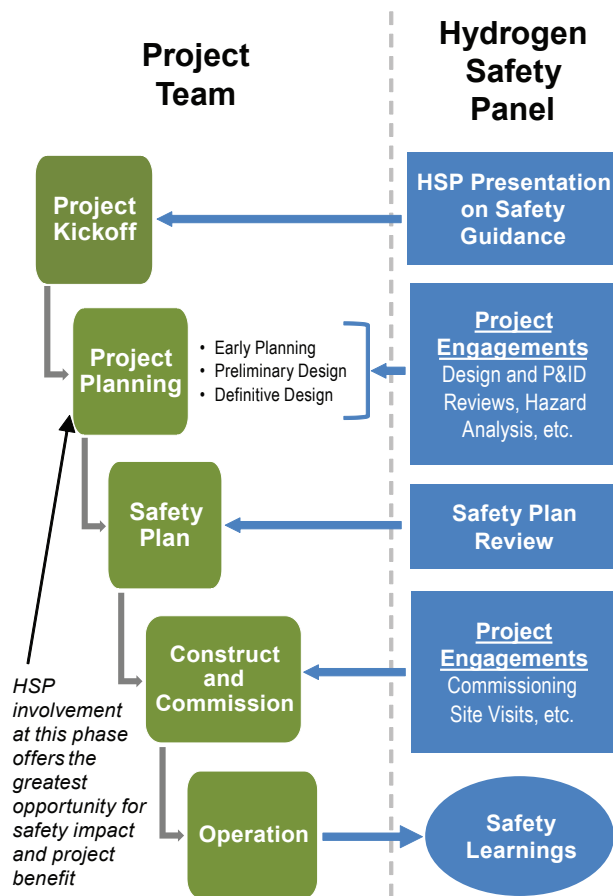 Project
Team
Hydrogen
Safety
Panel
Project
Kickoff
HSP Presentation
on Safety
Guidance
Project
Planning
• Early Planning
• Preliminary Design
• Definitive Design
Project
Engagements
Design and P&ID
Reviews, Hazard
Analysis, etc.
Safety
Plan
Safety Plan
Review
Construct
and
Commission
Project
Engagements
Commissioning
Site Visits, etc.
HSP
involvement
at this phase
offers the
greatest
opportunity for
safety impact
and project
benefit
Operation
Safety
Learnings